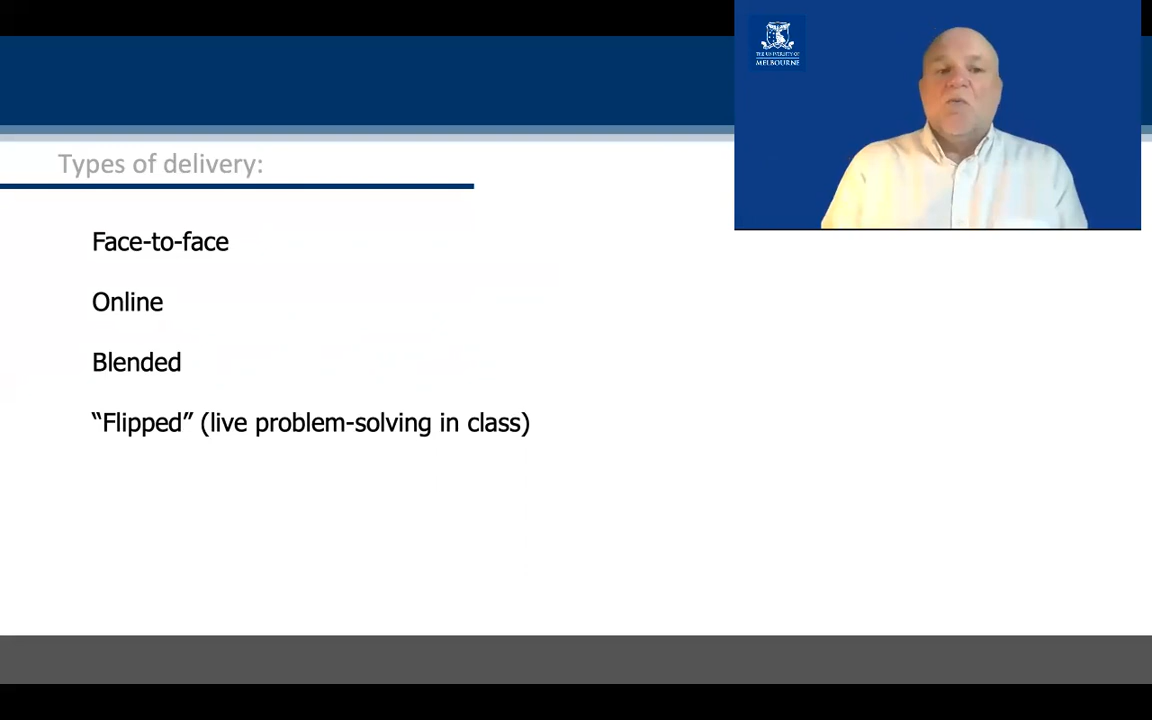 THE UNIVERSITY OF
MELBOURNE
Types of delivery:
Face-to-face
Online
Blended
“Flipped” (live problem-solving in class)